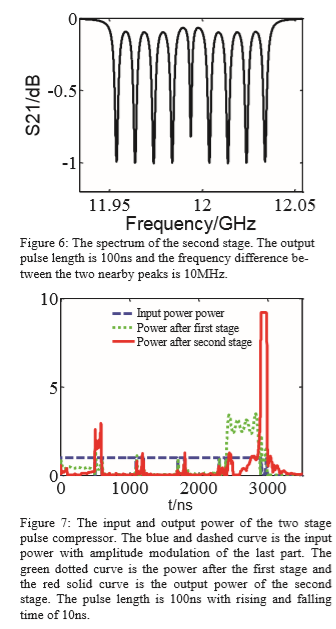 0
-0.5
-1
S21/dB
11.95 12 12.05
Frequency/GHz
Figure 6: The spectrum of the second stage. The output
pulse length is 100ns and the frequency difference be-
tween the two nearby peaks is 10MHz.
10
5
0
Input power power
Power after first stage
Power after second stage
0 1000 2000 3000
t/ns
Figure 7: The input and output power of the two stage
pulse compressor. The blue and dashed curve is the input
power with amplitude modulation of the last part. The
green dotted curve is the power after the first stage and
the red solid curve is the output power of the second
stage. The pulse length is 100ns with rising and falling
time of 10ns.